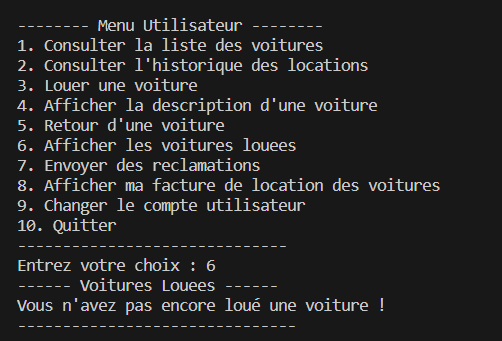 -------- Menu Utilisateur --------
1. Consulter la liste des voitures
2. Consulter l'historique des locations
3. Louer une voiture
4. Afficher la description d'une voiture
5. Retour d'une voiture
6. Afficher les voitures louees
7. Envoyer des reclamations
8. Afficher ma facture de location des voitures
9. Changer le compte utilisateur
10. Quitter
------------------------------
Entrez votre choix : 6
------ Voitures Louees ------
Vous n'avez pas encore loué une voiture !
-------------------------------